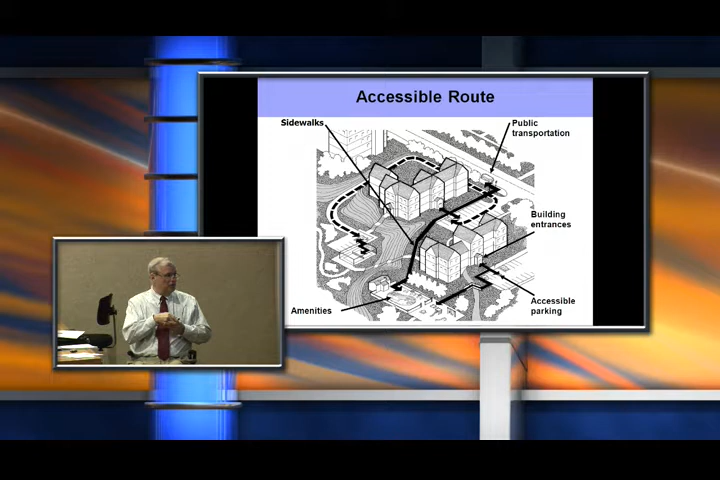 Accessible Route
Sidewalks
Public
transportation
Building
entrances
Accessible
parking
Amenities